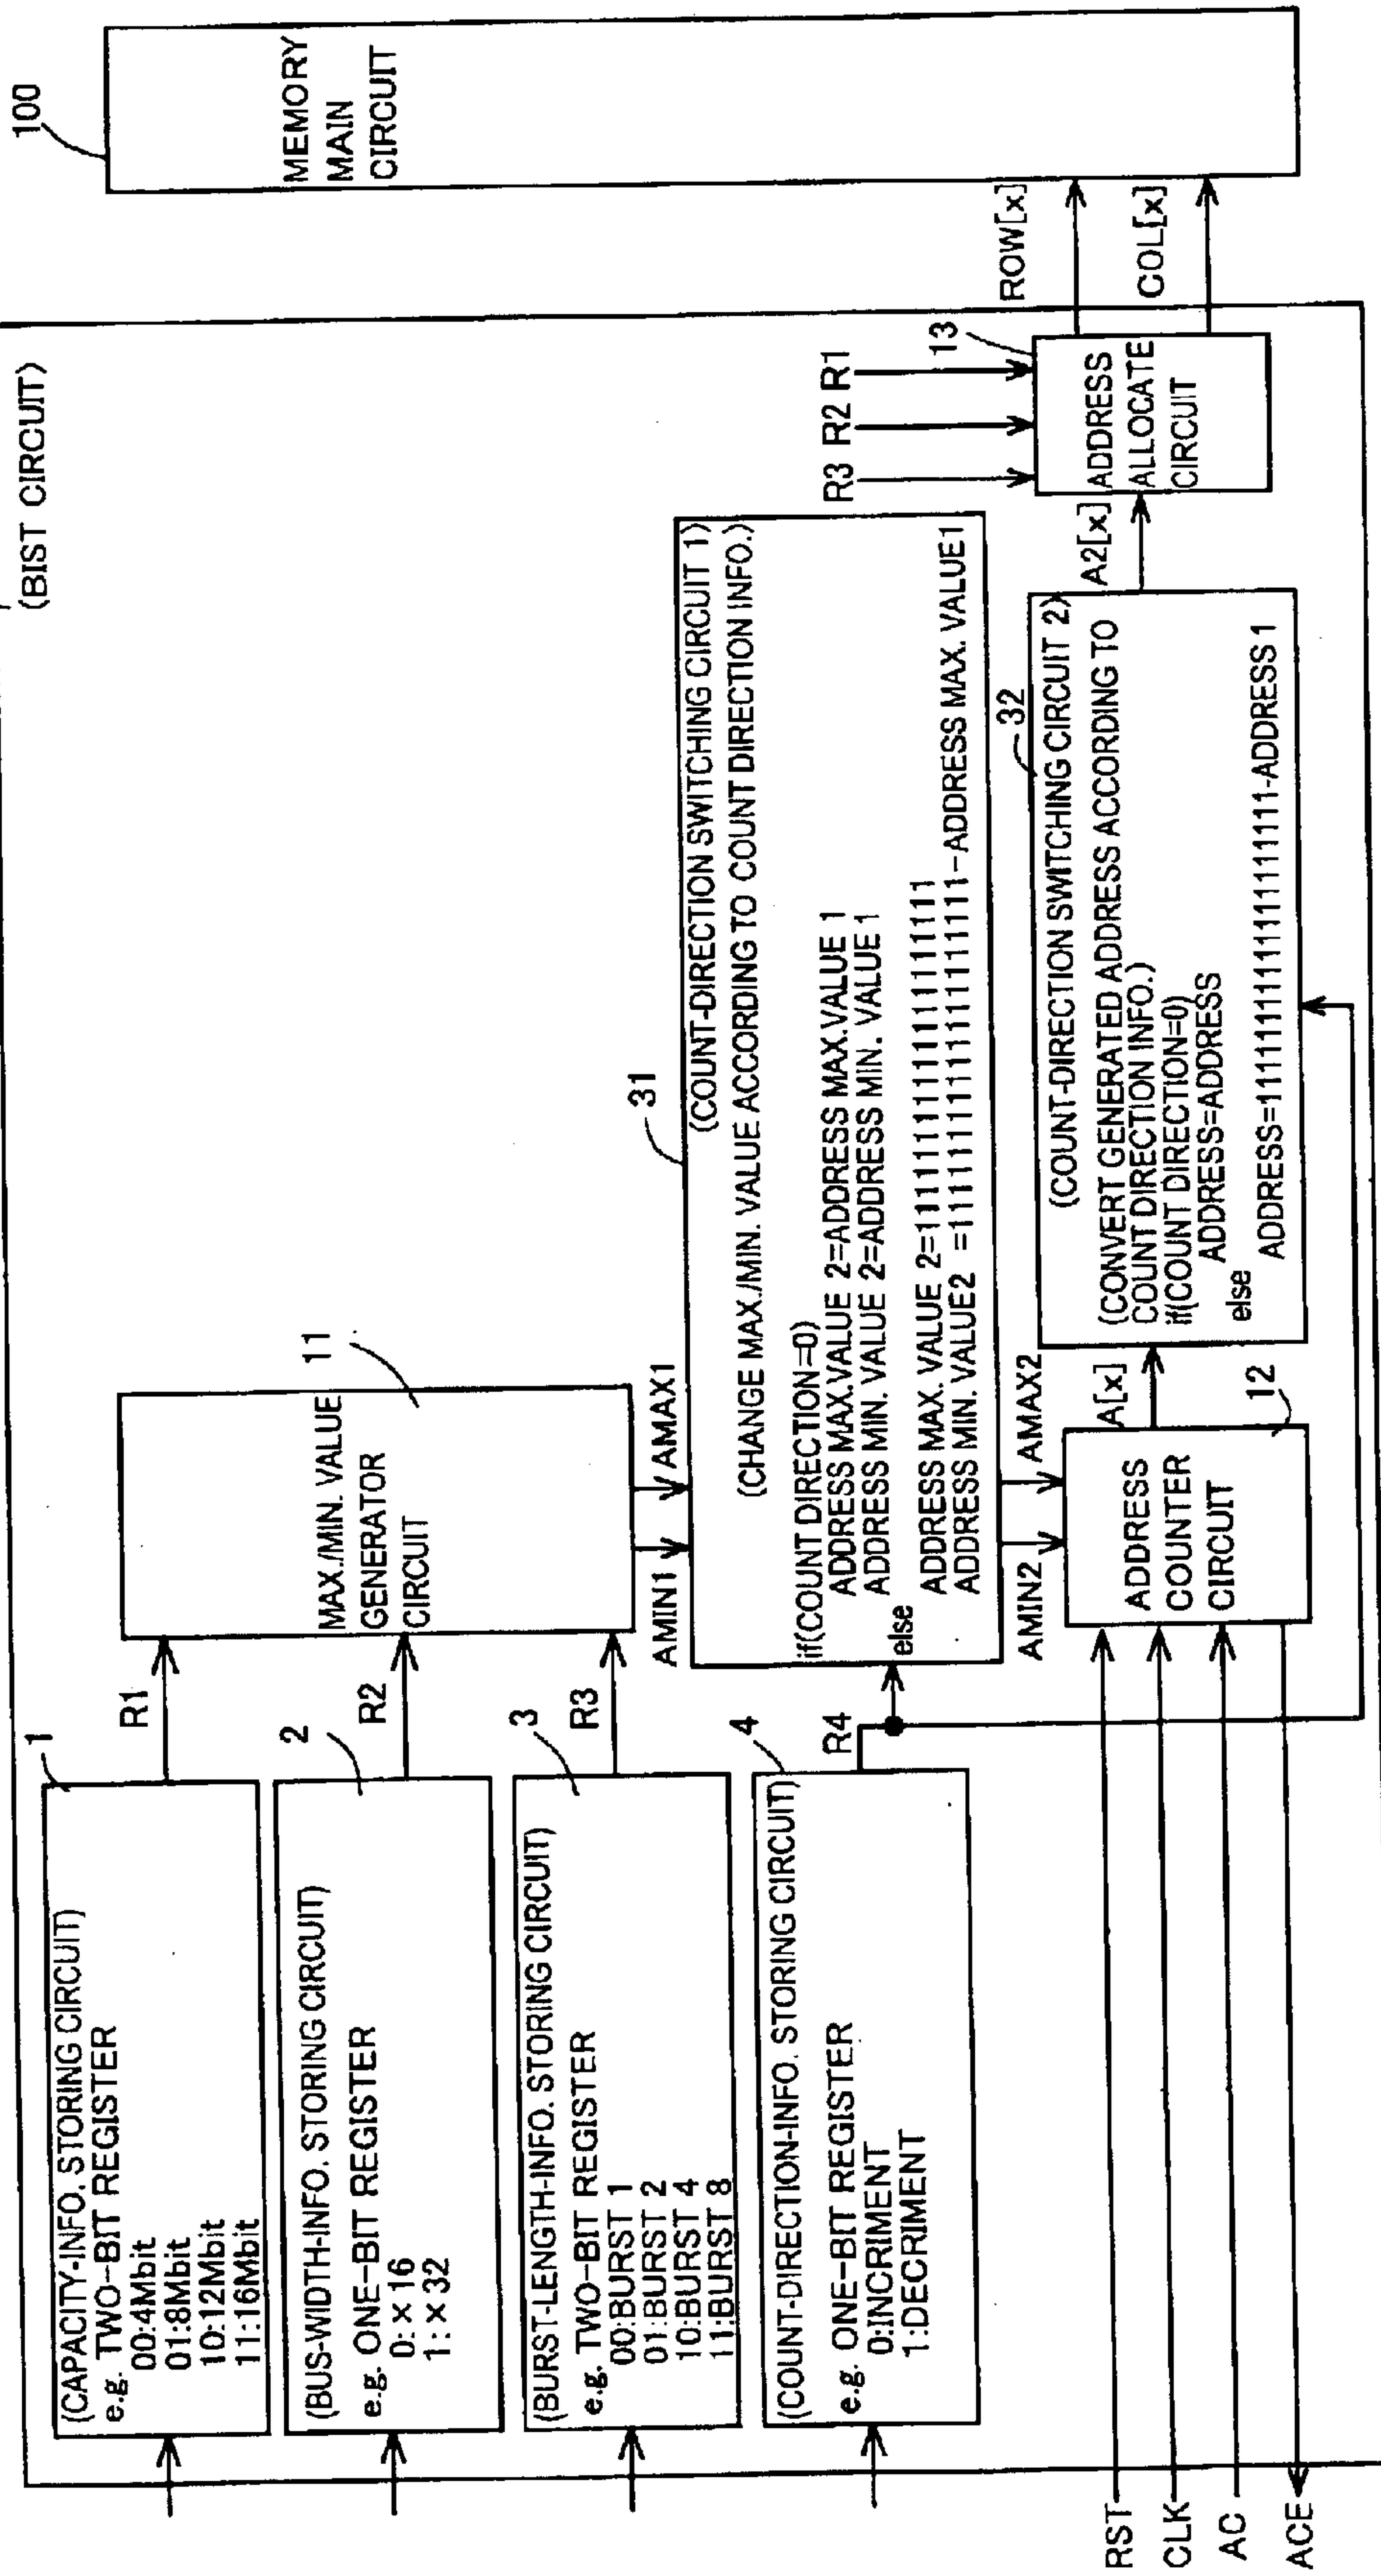 (BIST CIRCUIT)
100
MEMORY
MAIN
CIRCUIT
1
(CAPACITY-INFO. STORING CIRCUIT)
e.g. TWO-BIT REGISTER
00:4Mbit
01:8Mbit
10:12Mbit
11:16Mbit
R1
2
(BUS-WIDTH-INFO. STORING CIRCUIT)
e.g. ONE-BIT REGISTER
0: × 16
1: × 32
R2
3
(BURST-LENGTH-INFO. STORING CIRCUIT)
e.g. TWO-BIT REGISTER
00:BURST 1
01:BURST 2
10:BURST 4
11:BURST 8
R3
4
(COUNT-DIRECTION-INFO. STORING CIRCUIT)
e.g. ONE-BIT REGISTER
0:INCRIMENT
1:DECRIMENT
R4
11
MAX./MIN. VALUE
GENERATOR
CIRCUIT
AMIN1
AMAX1
31
(COUNT-DIRECTION SWITCHING CIRCUIT 1)
(CHANGE MAX./MIN. VALUE ACCORDING TO COUNT DIRECTION INFO.)
if(COUNT DIRECTION=0)
ADDRESS MAX.VALUE 2=ADDRESS MAX.VALUE 1
ADDRESS MIN. VALUE 2=ADDRESS MIN. VALUE 1
else
ADDRESS MAX. VALUE 2=11111111111111111111
ADDRESS MIN. VALUE2 =11111111111111111111-ADDRESS MAX. VALUE1
AMIN2
AMAX2
RST
CLK
AC
ACE
ADDRESS
COUNTER
CIRCUIT
12
A[x]
32
(COUNT-DIRECTION SWITCHING CIRCUIT 2)
(CONVERT GENERATED ADDRESS ACCORDING TO
COUNT DIRECTION INFO.)
if(COUNT DIRECTION=0)
ADDRESS=ADDRESS
else
ADDRESS=11111111111111111111-ADDRESS 1
A2[x]
R3 R2 R1
13
ADDRESS
ALLOCATE
CIRCUIT
ROW[x]
COL[x]